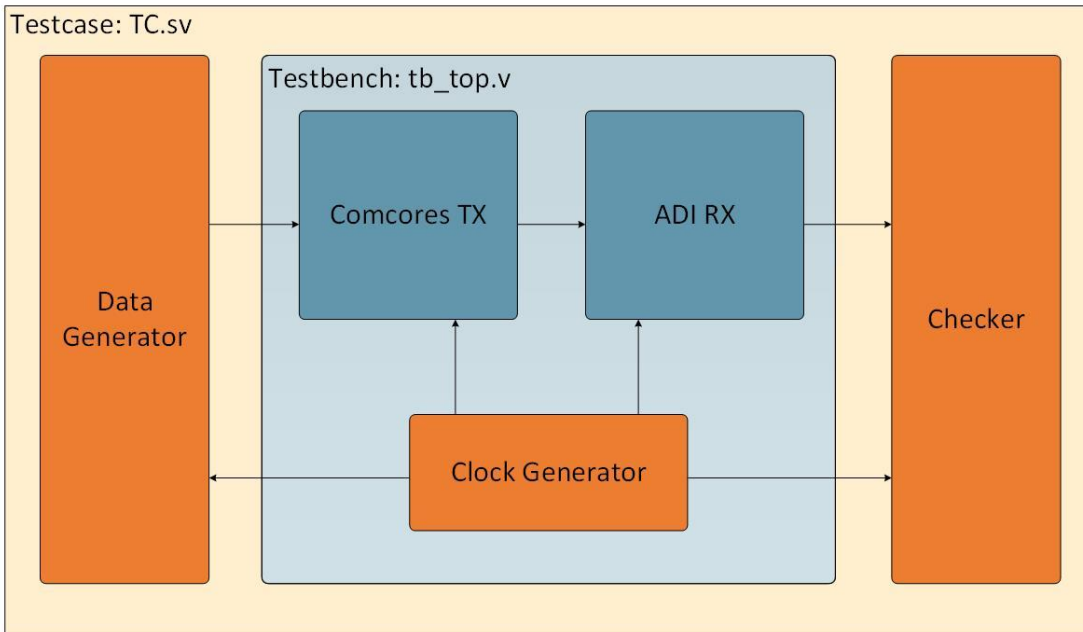 Testcase: TC.sv
Testbench: tb_top.v
Comcores TX
ADI RX
Data
Generator
Checker
Clock Generator